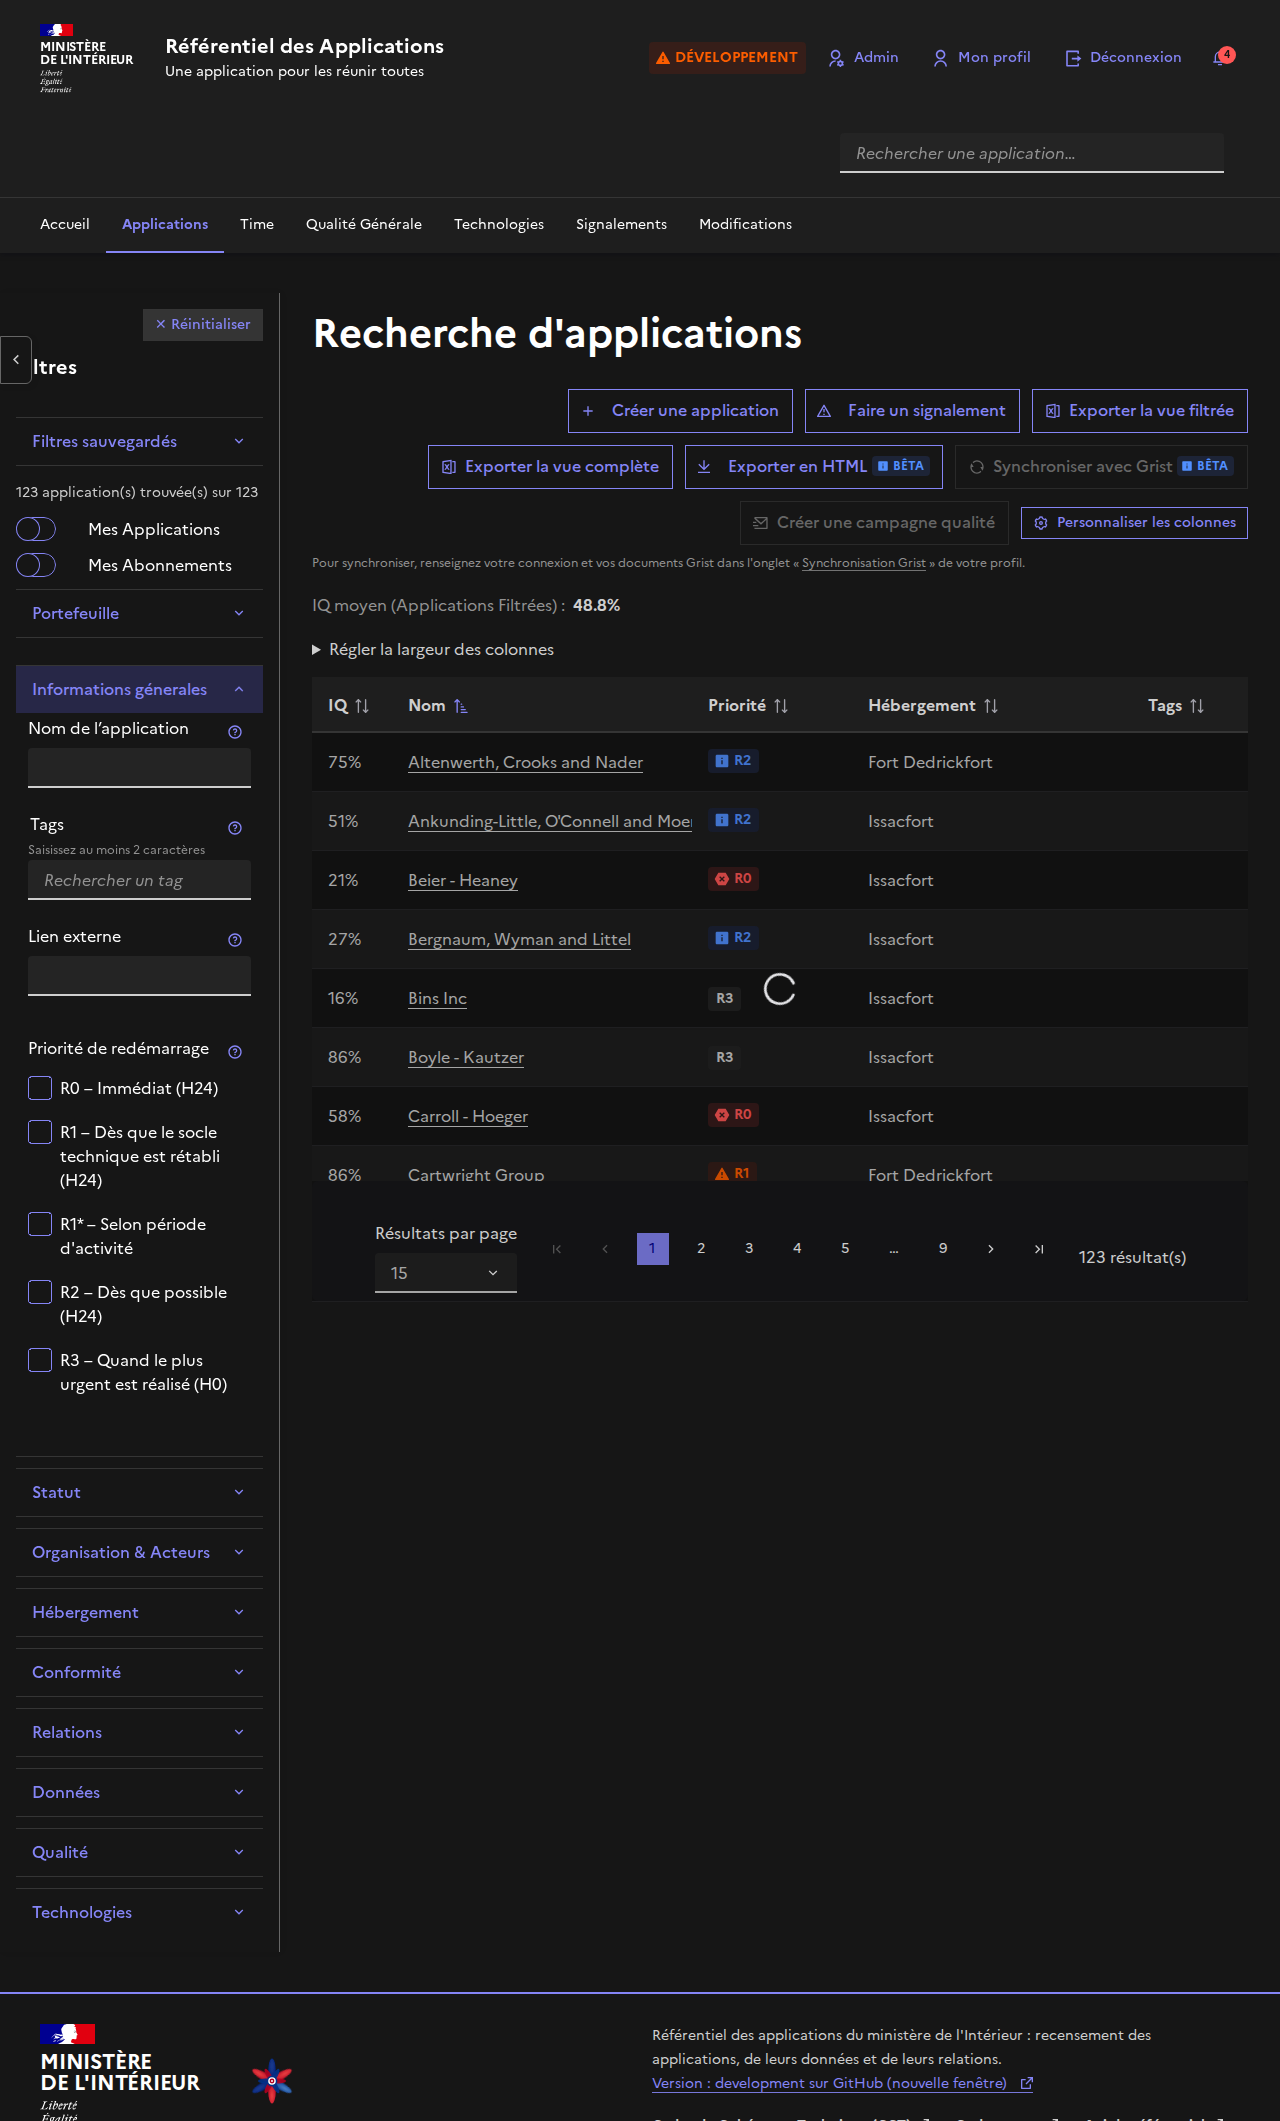 MINISTÈRE
DE L'INTÉRIEUR
Liberté
Égalité
Fraternité
Référentiel des Applications
Une application pour les réunir toutes
DÉVELOPPEMENT
Admin
Mon profil
Déconnexion
4
Rechercher une application…
Accueil
Applications
Time
Qualité Générale
Technologies
Signalements
Modifications
Réinitialiser
ltres
Filtres sauvegardés
123 application(s) trouvée(s) sur 123
Mes Applications
Mes Abonnements
Portefeuille
Informations génerales
Nom de l’application
Tags
Saisissez au moins 2 caractères
Rechercher un tag
Lien externe
Priorité de redémarrage
R0 – Immédiat (H24)
R1 – Dès que le socle
technique est rétabli
(H24)
R1* – Selon période
d'activité
R2 – Dès que possible
(H24)
R3 – Quand le plus
urgent est réalisé (H0)
Statut
Organisation & Acteurs
Hébergement
Conformité
Relations
Données
Qualité
Technologies
Recherche d'applications
Créer une application
Faire un signalement
Exporter la vue filtrée
Exporter la vue complète
Exporter en HTML BÊTA
Synchroniser avec Grist BÊTA
Créer une campagne qualité
Personnaliser les colonnes
Pour synchroniser, renseignez votre connexion et vos documents Grist dans l'onglet « Synchronisation Grist » de votre profil.
IQ moyen (Applications Filtrées) : 48.8%
Régler la largeur des colonnes
IQ Nom Priorité Hébergement Tags
75% Altenwerth, Crooks and Nader R2 Fort Dedrickfort
51% Ankunding-Little, O'Connell and Moen R2 Issacfort
21% Beier - Heaney R0 Issacfort
27% Bergnaum, Wyman and Littel R2 Issacfort
16% Bins Inc R3 Issacfort
86% Boyle - Kautzer R3 Issacfort
58% Carroll - Hoeger R0 Issacfort
86% Cartwright Group R1 Fort Dedrickfort
Résultats par page
15
1 2 3 4 5 … 9
123 résultat(s)
MINISTÈRE
DE L'INTÉRIEUR
Liberté
Égalité
Référentiel des applications du ministère de l'Intérieur : recensement des
applications, de leurs données et de leurs relations.
Version : development sur GitHub (nouvelle fenêtre)